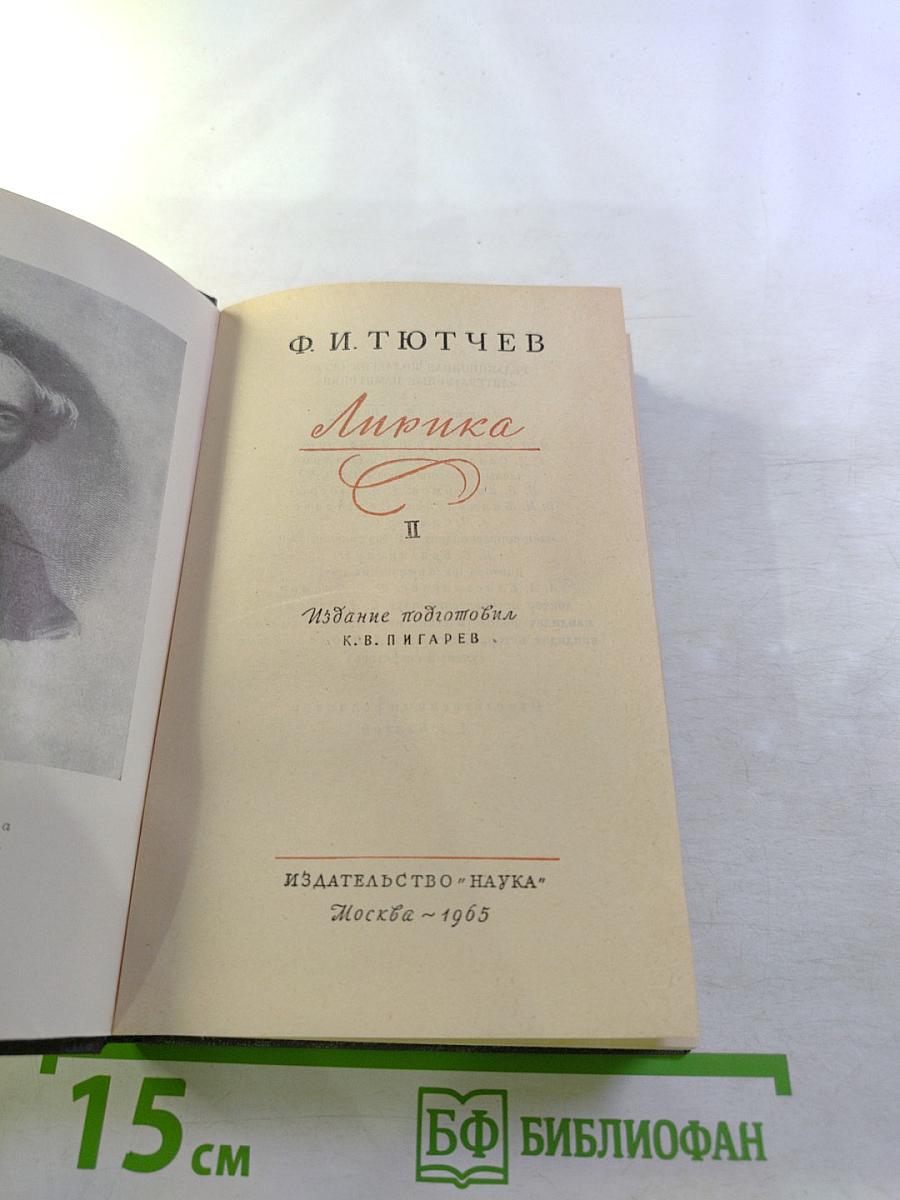 Ф. И. ТЮТЧЕВ
Лирика
II
Издание подготовил
К. В. ПИГАРЕВ
ИЗДАТЕЛЬСТВО "НАУКА"
Москва ~ 1965
а
15 см
БФ БИБЛИОФАН